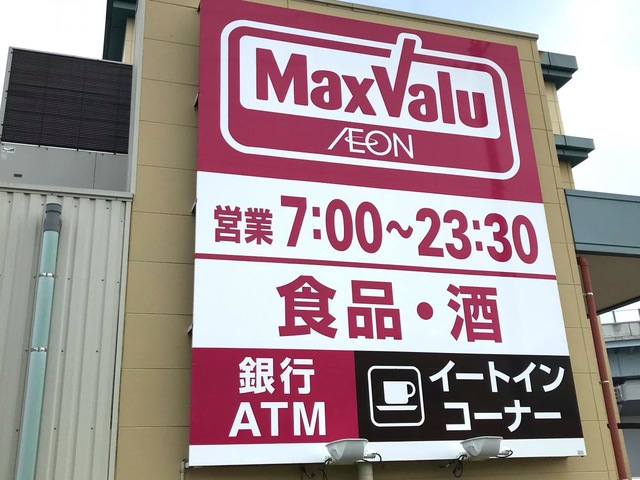 MaxValu
ÆON
営業 7:00~23:30
食品・酒
銀行
ATM
イートイン
コーナー